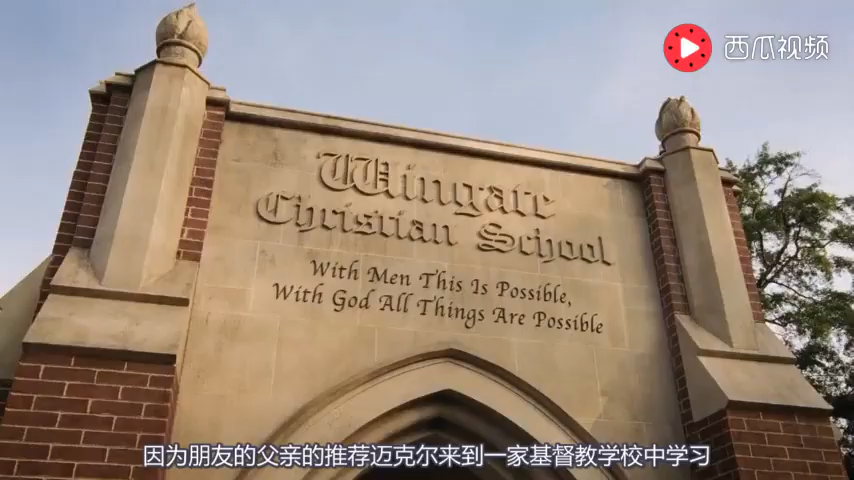 西瓜视频
Wingate
Christian School
With Men This Is Possible,
With God All Things Are Possible
因为朋友的父亲的推荐迈克尔来到一家基督教学校中学习